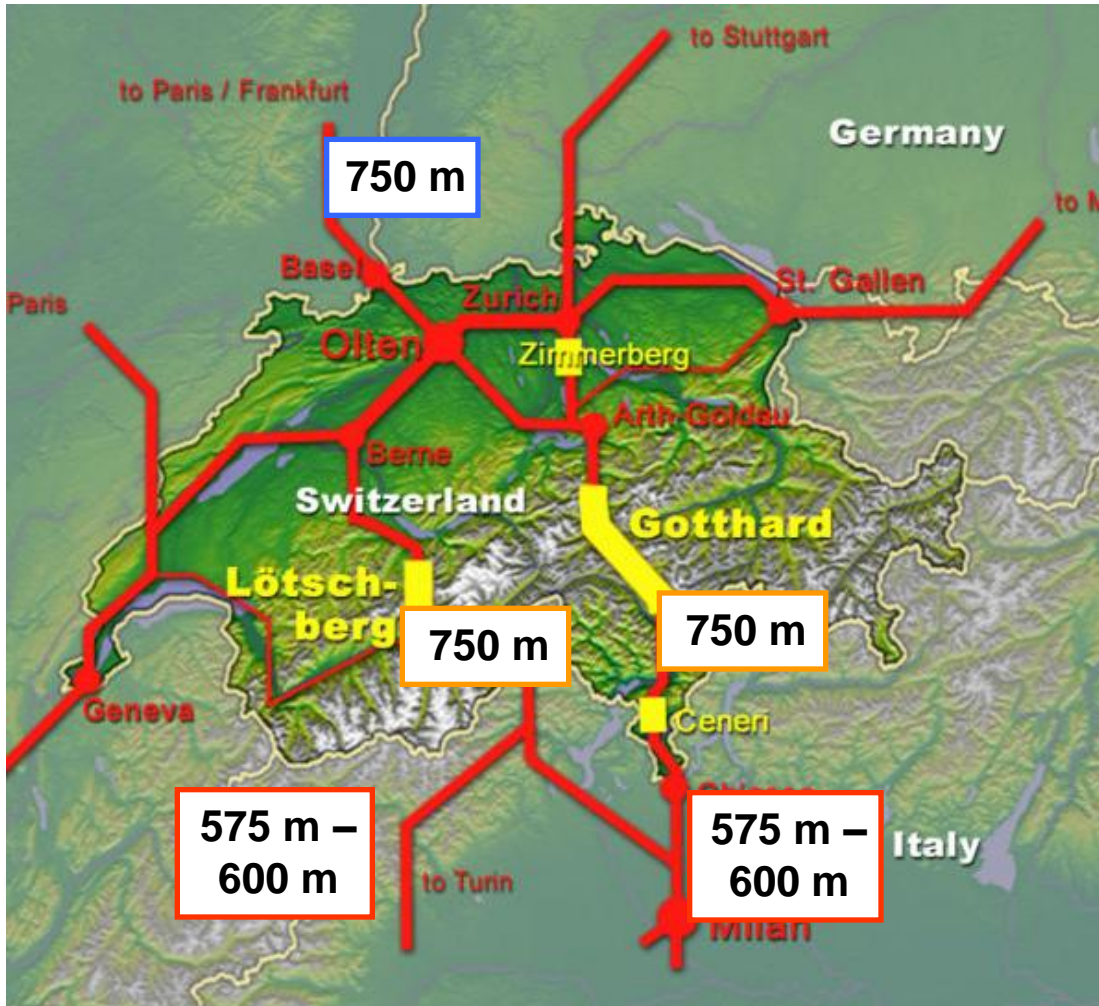 to Stuttgart
to Paris / Frankfurt
Germany
750 m
to M
Basel
Zurich
St. Gallen
Paris
Olten
Zimmerberg
Arth-Goldau
Berne
Switzerland
Gotthard
Lötsch-
berg
750 m
750 m
Geneva
Ceneri
575 m –
600 m
575 m –
600 m
Italy
to Turin
Milan